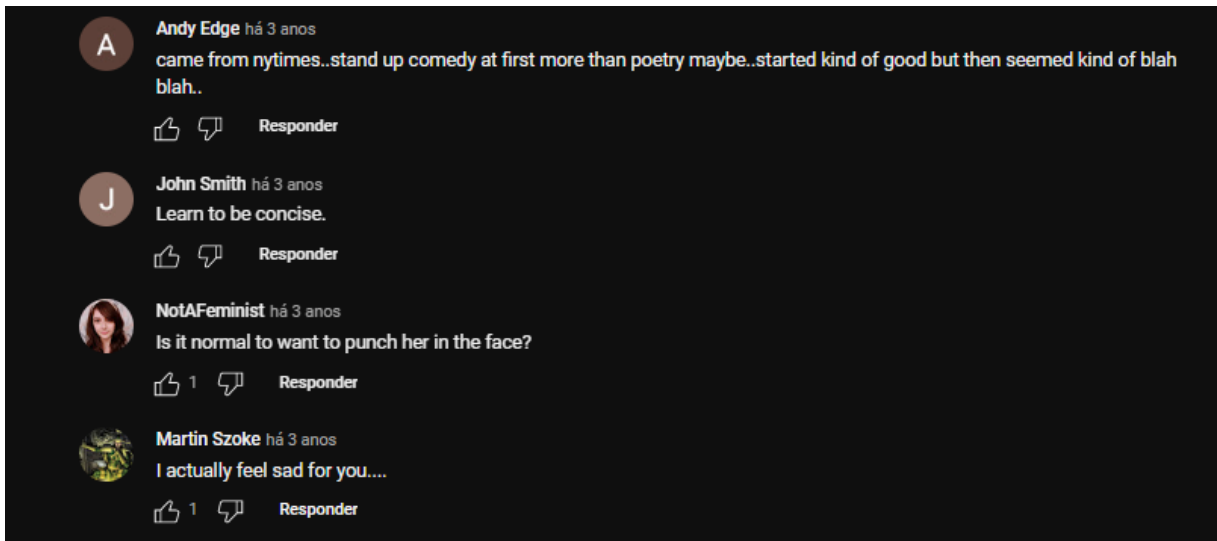 A
Andy Edge há 3 anos
came from nytimes..stand up comedy at first more than poetry maybe..started kind of good but then seemed kind of blah
blah..
Responder
J
John Smith há 3 anos
Learn to be concise.
Responder
NotAFeminist há 3 anos
Is it normal to want to punch her in the face?
1 Responder
Martin Szoke há 3 anos
I actually feel sad for you....
1 Responder